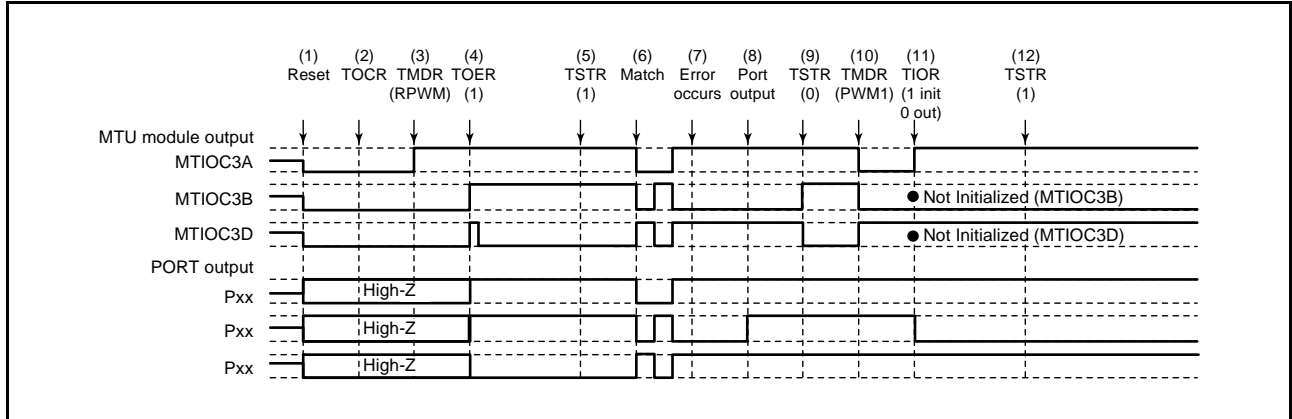 (1) (2) (3) (4) (5) (6) (7) (8) (9) (10) (11) (12)
Reset TOCR TMDR TOER TSTR Match Error Port TSTR TMDR TIOR TSTR
(RPWM) (1) (1) occurs output (0) (PWM1) (1 init (1)
0 out)
MTU module output
MTIOC3A
MTIOC3B
Not Initialized (MTIOC3B)
MTIOC3D
Not Initialized (MTIOC3D)
PORT output
Pxx
High-Z
Pxx
High-Z
Pxx
High-Z